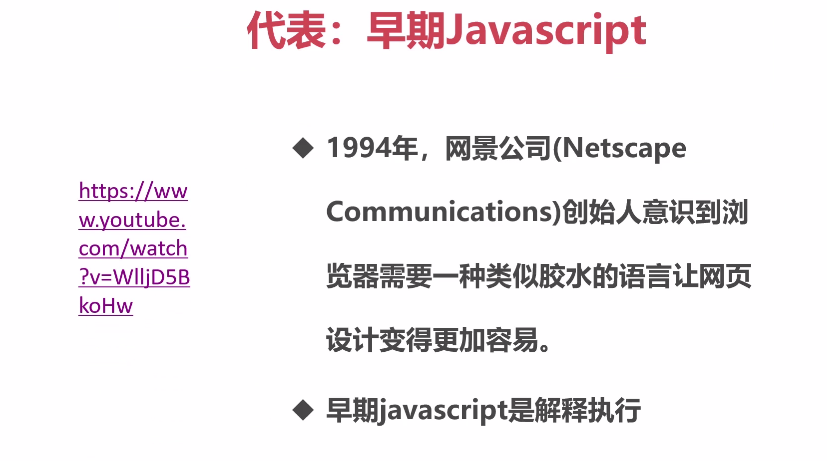 代表：早期Javascript
https://ww
w.youtube.
com/watch
?v=WlljD5B
koHw
◆ 1994年，网景公司(Netscape
Communications)创始人意识到浏
览器需要一种类似胶水的语言让网页
设计变得更加容易。
◆ 早期javascript是解释执行